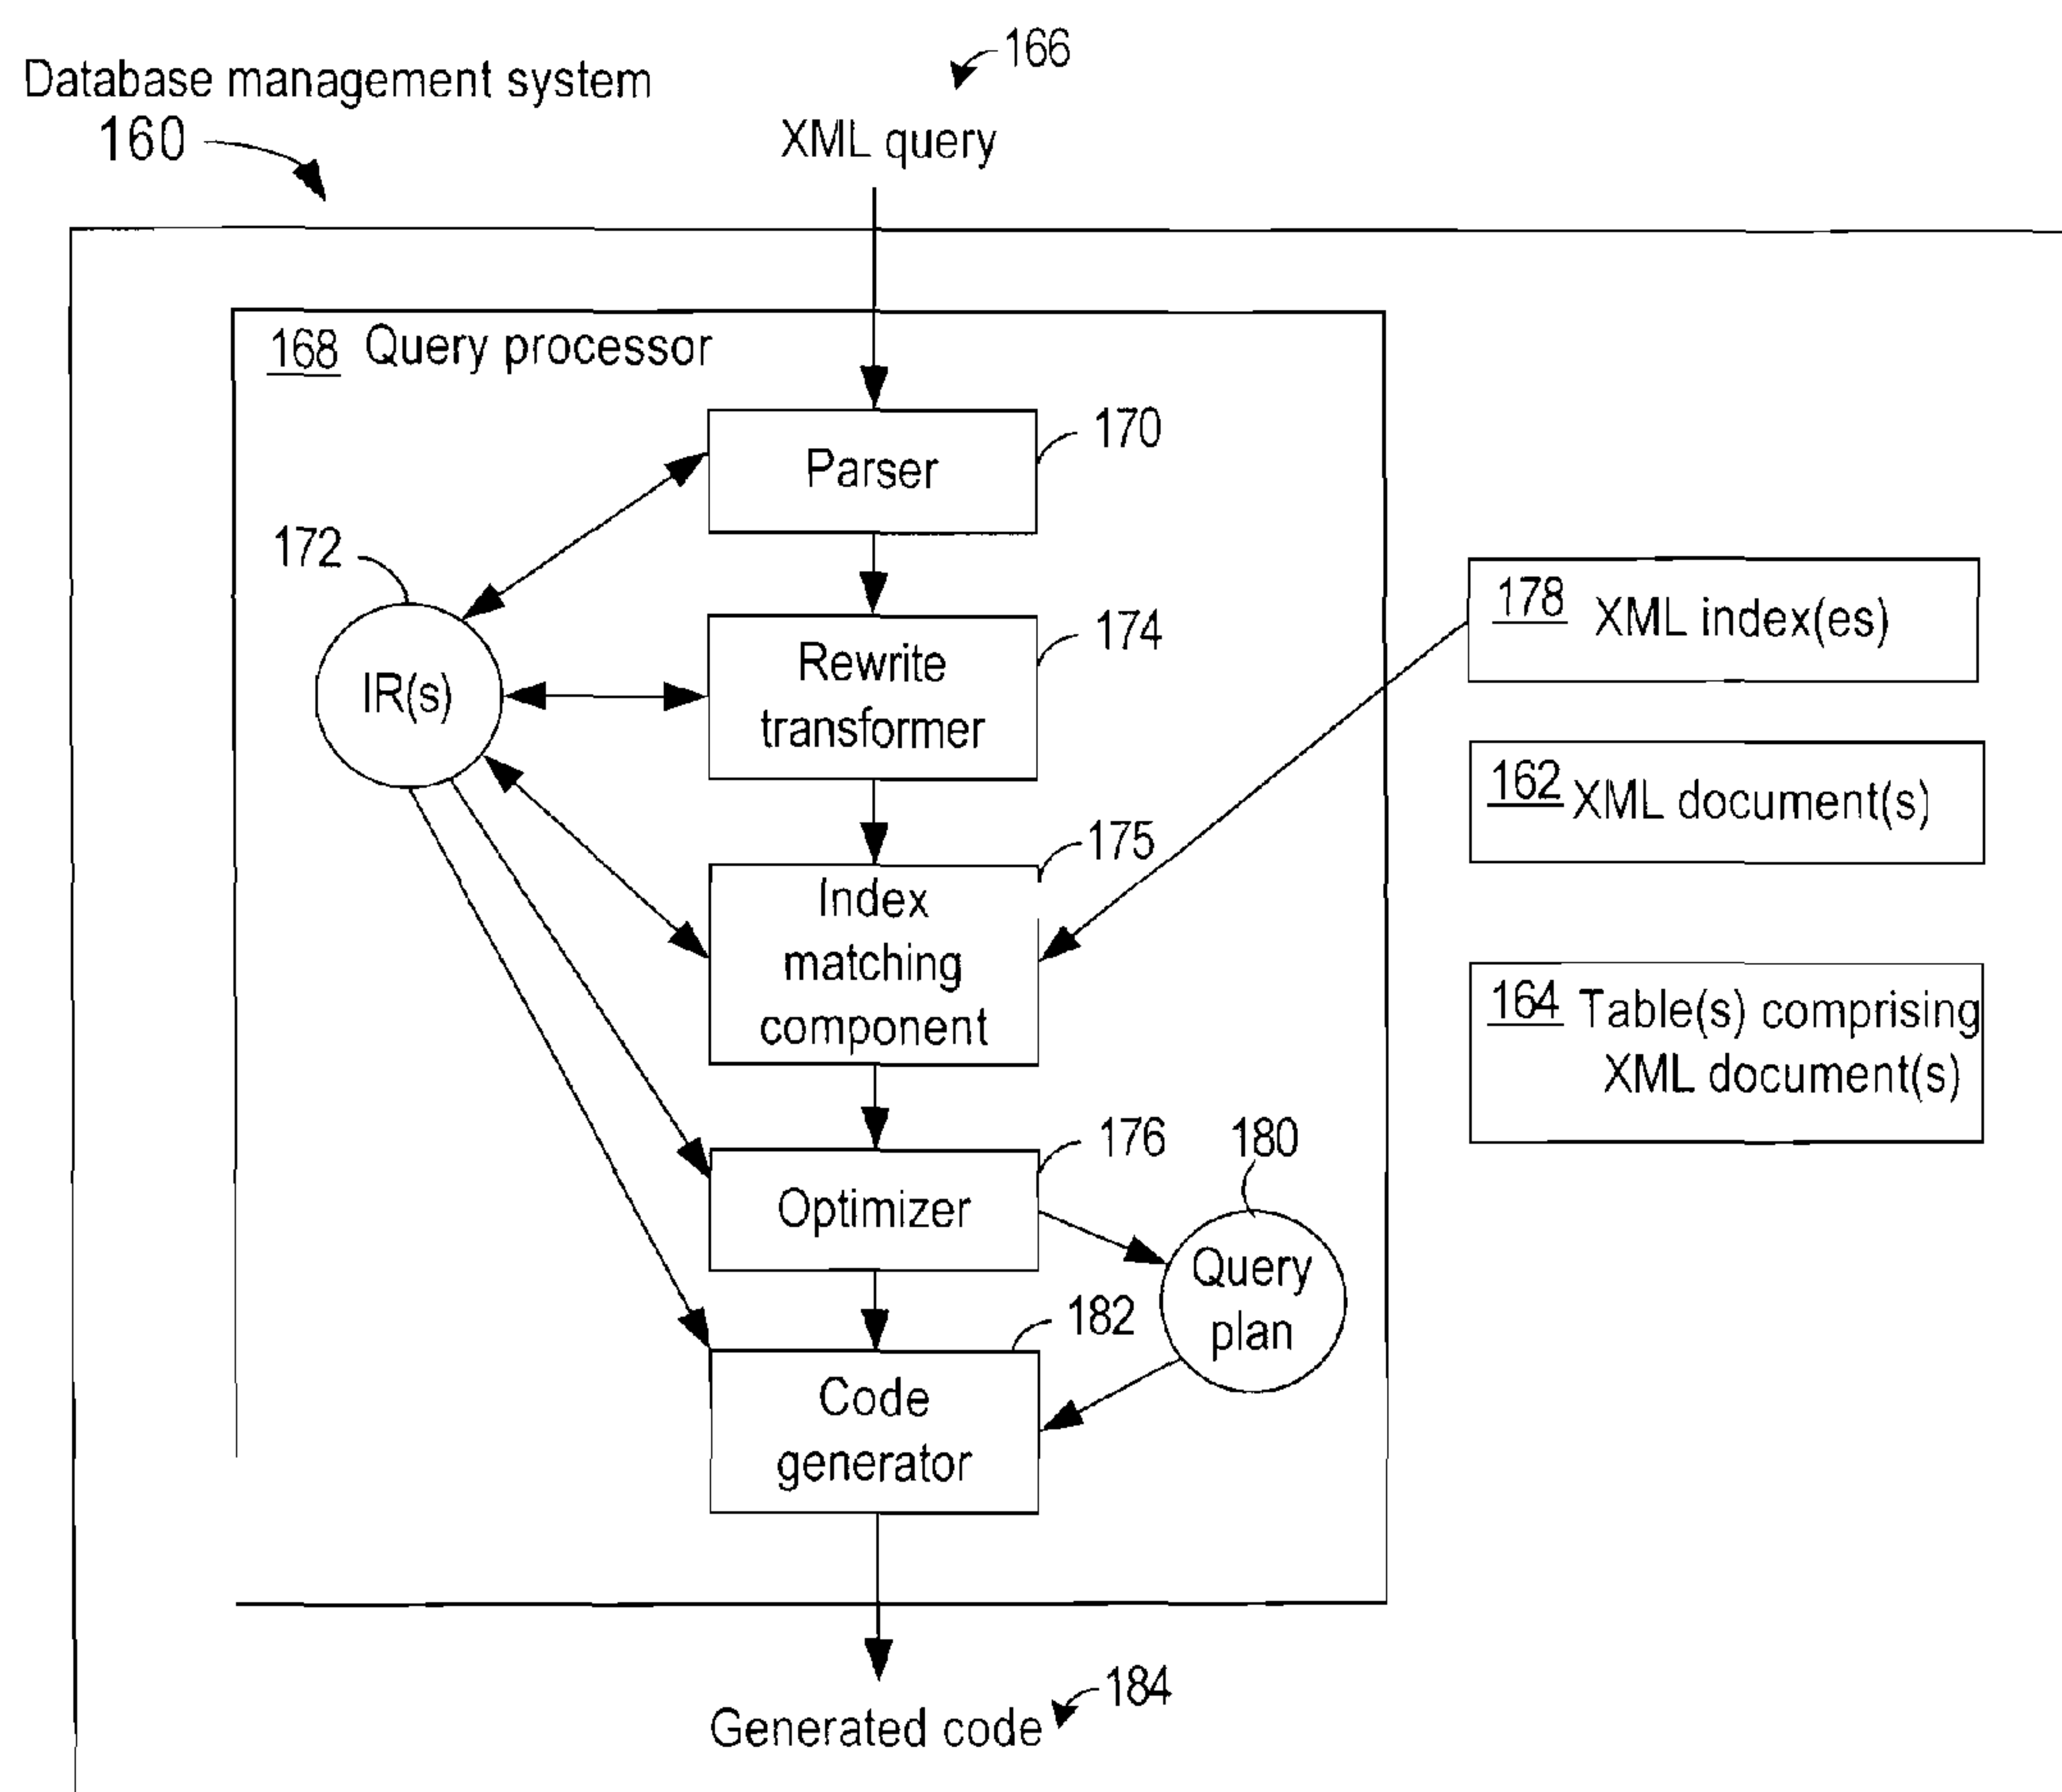 166
Database management system
160
XML query
168 Query processor
170
Parser
172
174
Rewrite
transformer
IR(s)
178 XML index(es)
162 XML document(s)
175
Index
matching
component
164 Table(s) comprising
XML document(s)
176
180
Optimizer
Query
plan
182
Code
generator
184
Generated code